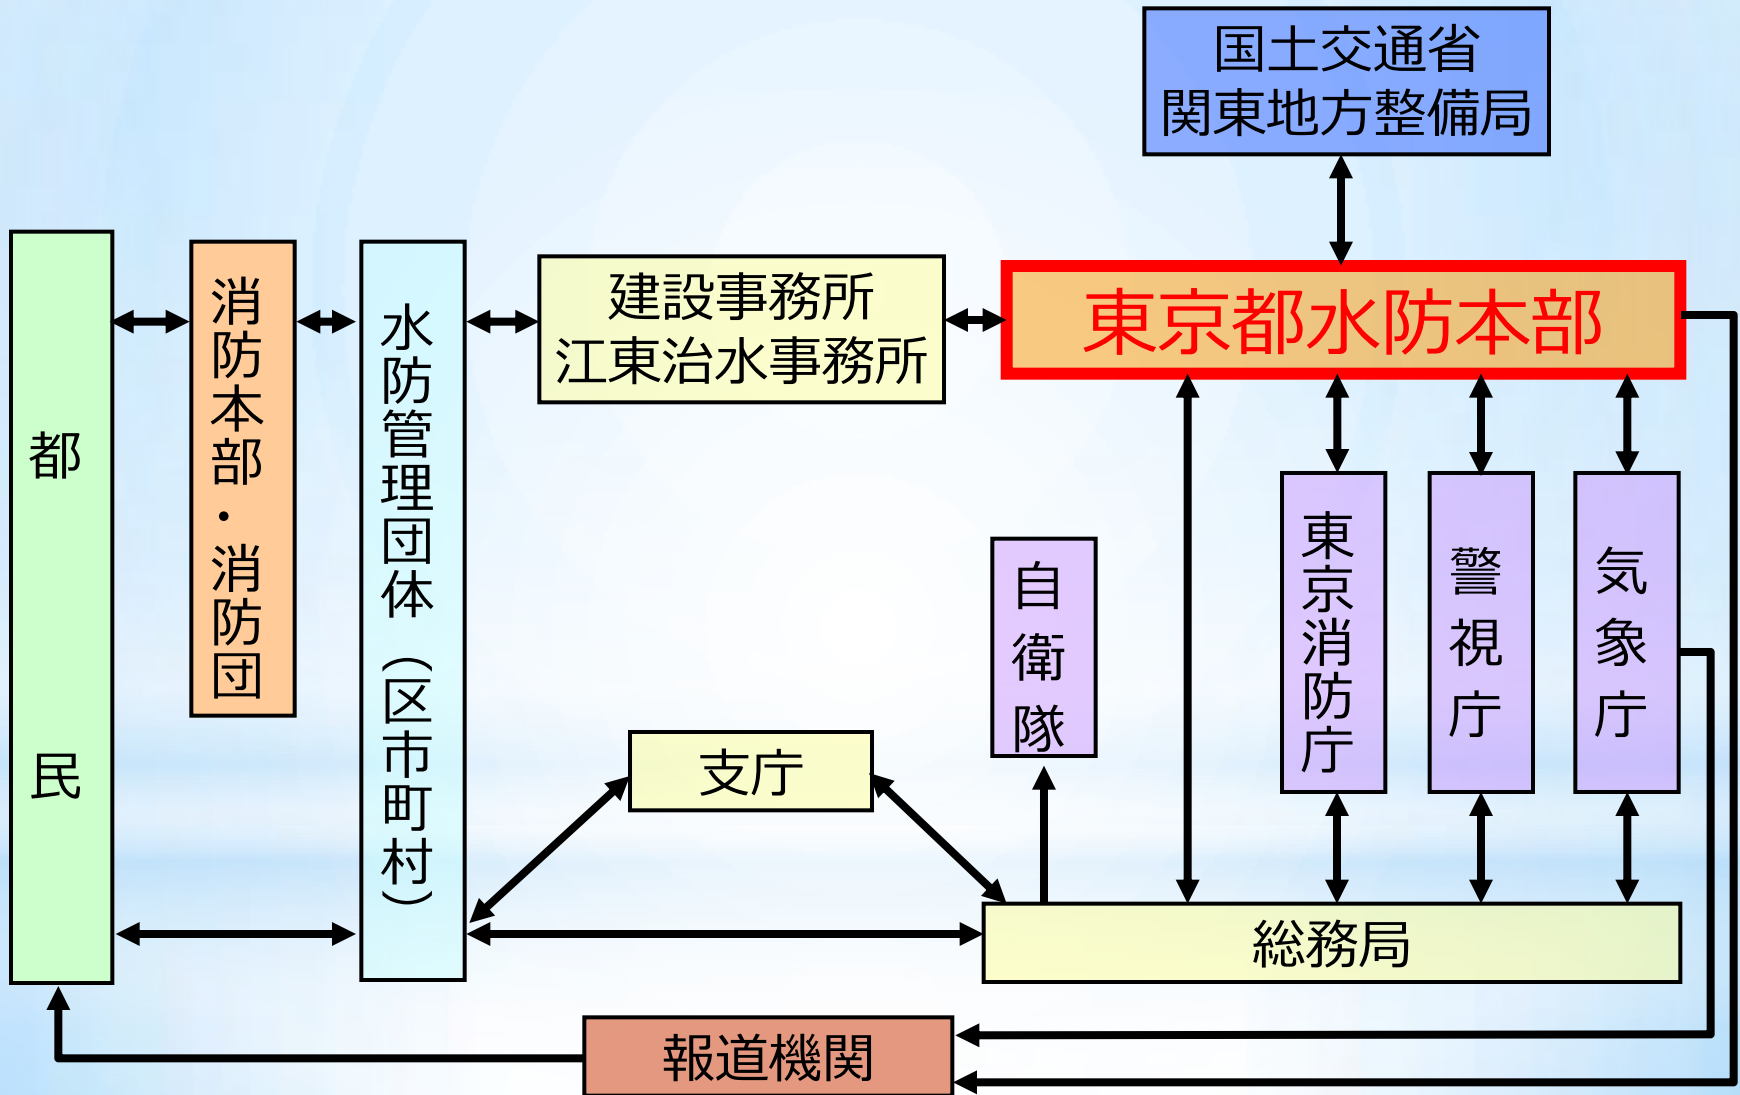 国土交通省
関東地方整備局
都民
消防本部・消防団
水防管理団体（区市町村）
建設事務所
江東治水事務所
東京都水防本部
自衛隊
東京消防庁
警視庁
気象庁
支庁
総務局
報道機関